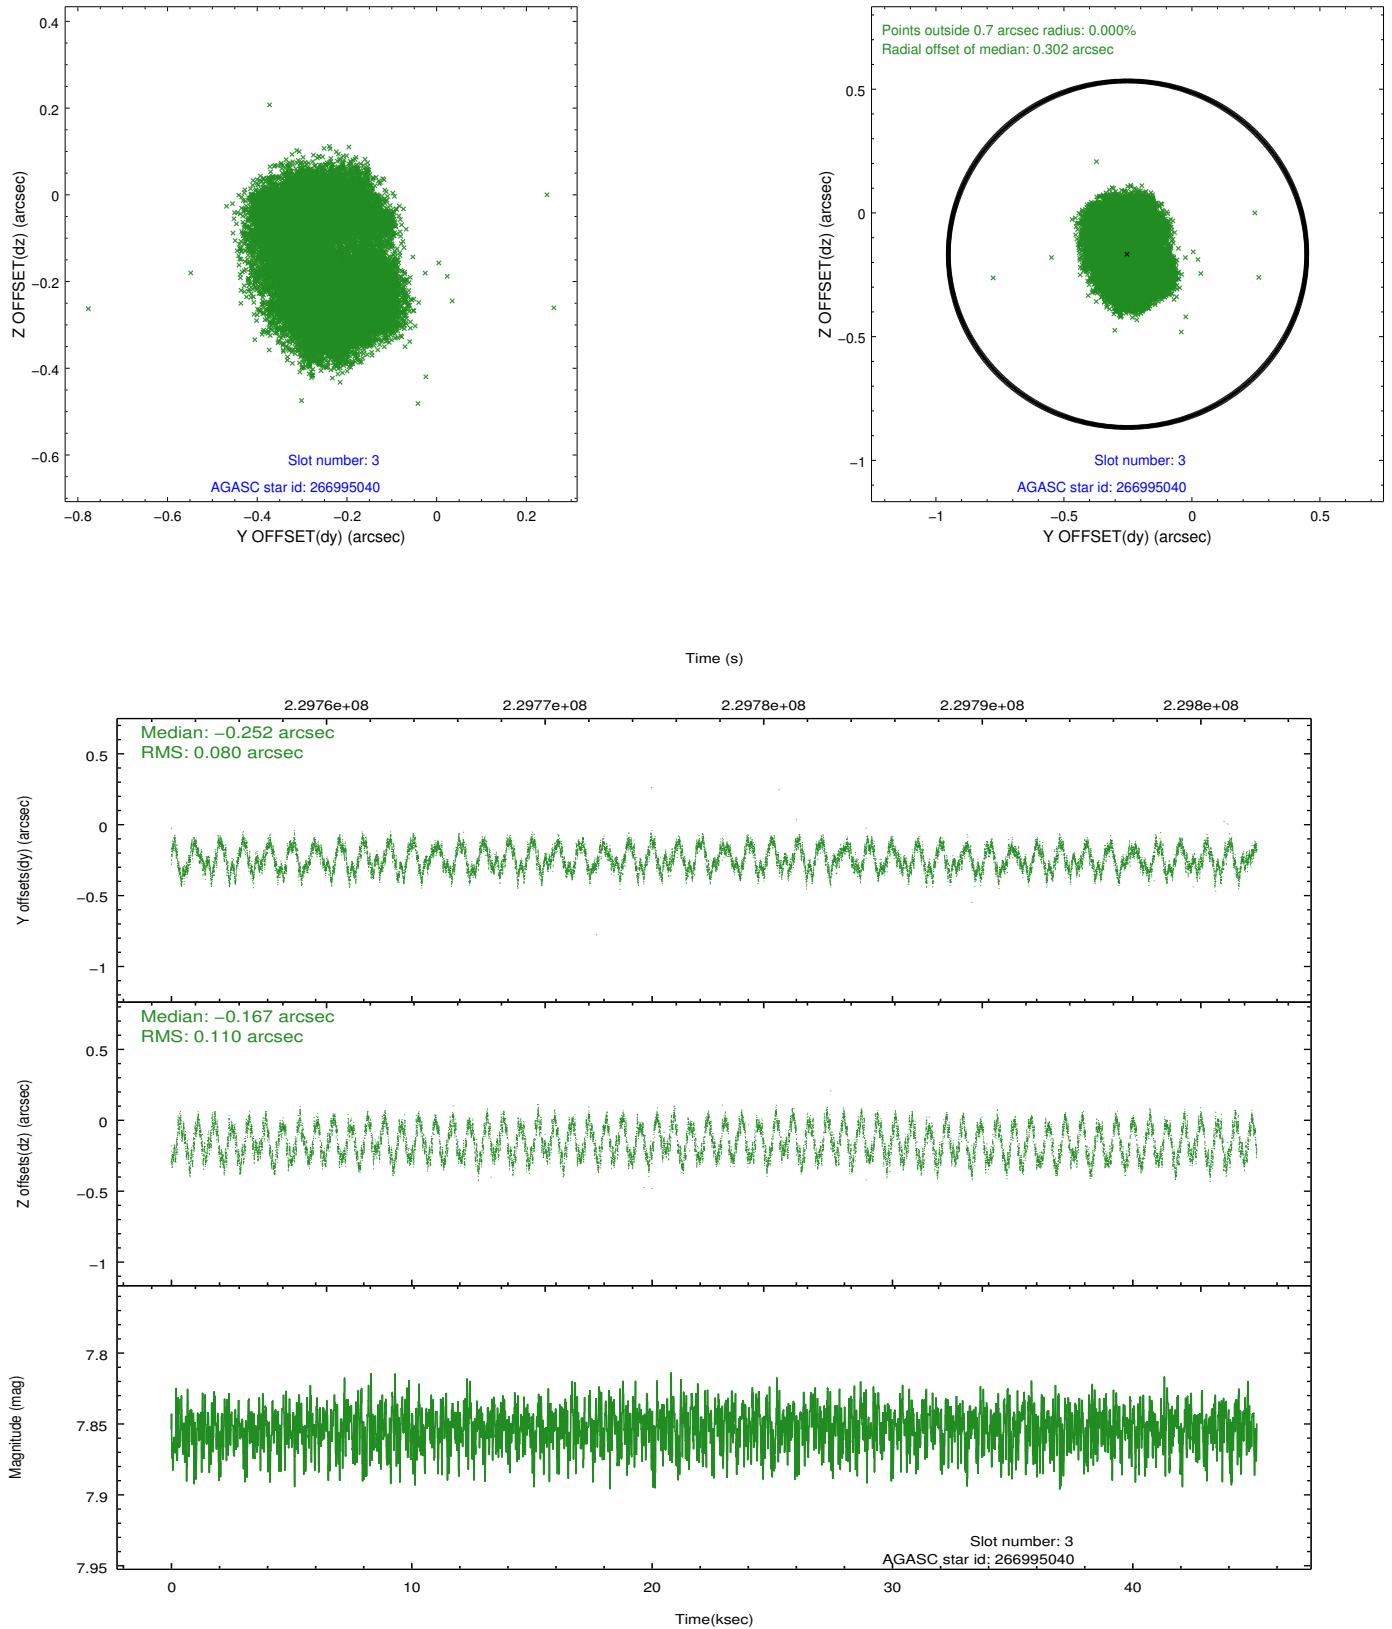 0.4
0.2
0
−0.2
−0.4
−0.6
Z OFFSET(dz) (arcsec)
Slot number: 3
AGASC star id: 266995040
−0.8 −0.6 −0.4 −0.2 0 0.2
Y OFFSET(dy) (arcsec)
Points outside 0.7 arcsec radius: 0.000%
Radial offset of median: 0.302 arcsec
0.5
0
−0.5
−1
Z OFFSET(dz) (arcsec)
Slot number: 3
AGASC star id: 266995040
−1 −0.5 0 0.5
Y OFFSET(dy) (arcsec)
Time (s)
2.2976e+08 2.2977e+08 2.2978e+08 2.2979e+08 2.298e+08
Median: −0.252 arcsec
RMS: 0.080 arcsec
0.5
0
−0.5
−1
Y offsets(dy) (arcsec)
Median: −0.167 arcsec
RMS: 0.110 arcsec
0.5
0
−0.5
−1
Z offsets(dz) (arcsec)
7.8
7.85
7.9
7.95
Magnitude (mag)
Slot number: 3
AGASC star id: 266995040
0 10 20 30 40
Time(ksec)